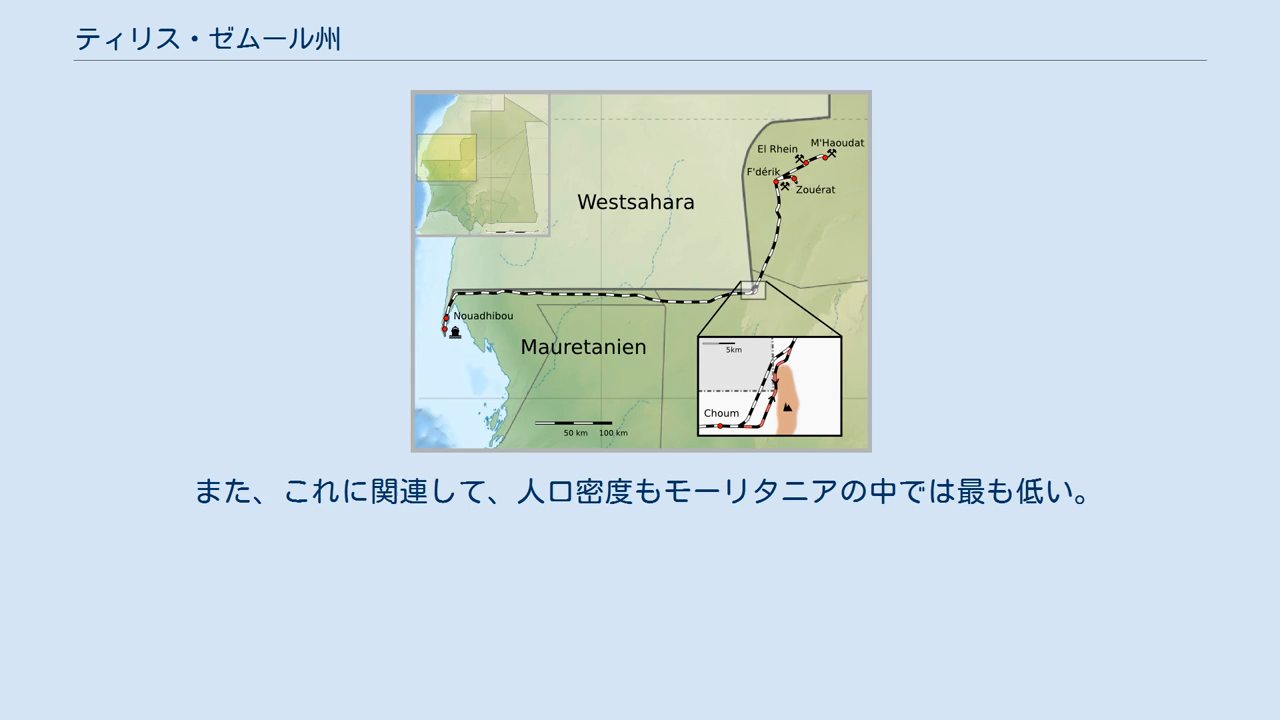 ティリス・ゼムール州
M'Haoudat
El Rhein
F'dérik
Zouérat
Westsahara
Nouadhibou
Mauretanien
5km
Choum
50 km 100 km
また、これに関連して、人口密度もモーリタニアの中では最も低い。